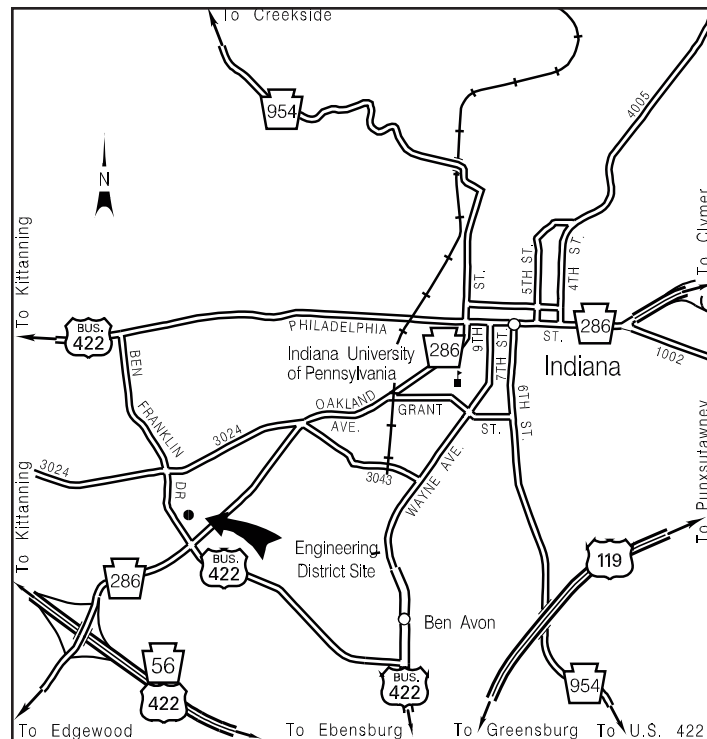 To Creekside
954
4005
N
To Kittanning
To Clymer
ST.
5TH ST.
4TH ST.
BUS.
422
PHILADELPHIA
286
9TH
7TH ST.
ST.
286
1002
BEN
FRANKLIN
DR
Indiana University
of Pennsylvania
Indiana
OAKLAND
AVE.
GRANT
ST.
6TH ST.
3024
3024
3043
WAYNE AVE.
To Kittanning
To Punxsutawney
Engineering
District Site
BUS.
422
286
119
Ben Avon
56
422
BUS.
422
954
To Edgewood
To Ebensburg
To Greensburg
To U.S. 422